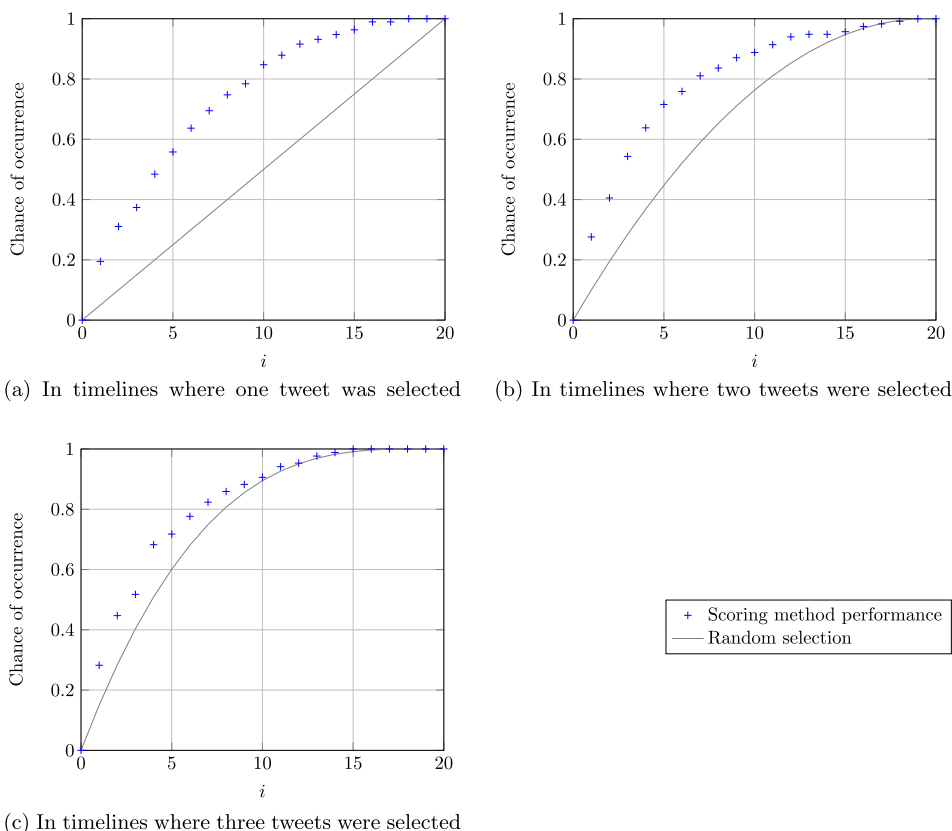 1
0.8
0.6
0.4
0.2
0
Chance of occurrence
0 5 10 15 20
i
(a) In timelines where one tweet was selected
1
0.8
0.6
0.4
0.2
0
Chance of occurrence
0 5 10 15 20
i
(b) In timelines where two tweets were selected
1
0.8
0.6
0.4
0.2
0
Chance of occurrence
0 5 10 15 20
i
(c) In timelines where three tweets were selected
Scoring method performance
Random selection